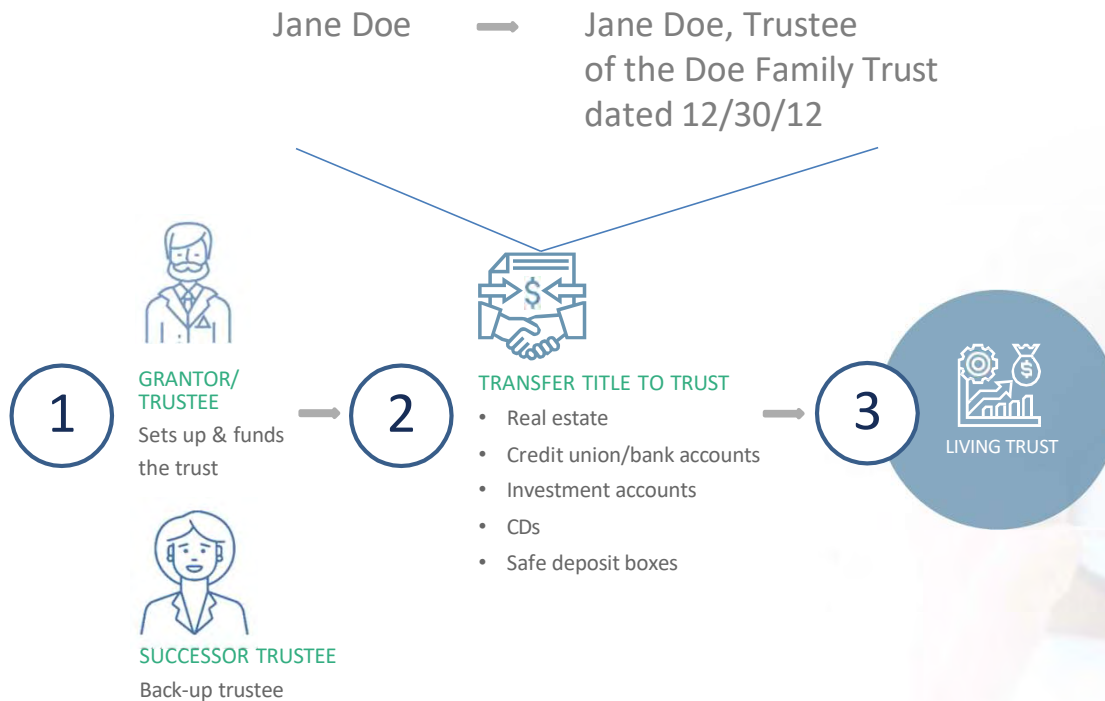 Jane Doe
Jane Doe, Trustee
of the Doe Family Trust
dated 12/30/12
1
GRANTOR/
TRUSTEE
Sets up & funds
the trust
SUCCESSOR TRUSTEE
Back-up trustee
2
$
TRANSFER TITLE TO TRUST
• Real estate
• Credit union/bank accounts
• Investment accounts
• CDs
• Safe deposit boxes
3
$
LIVING TRUST